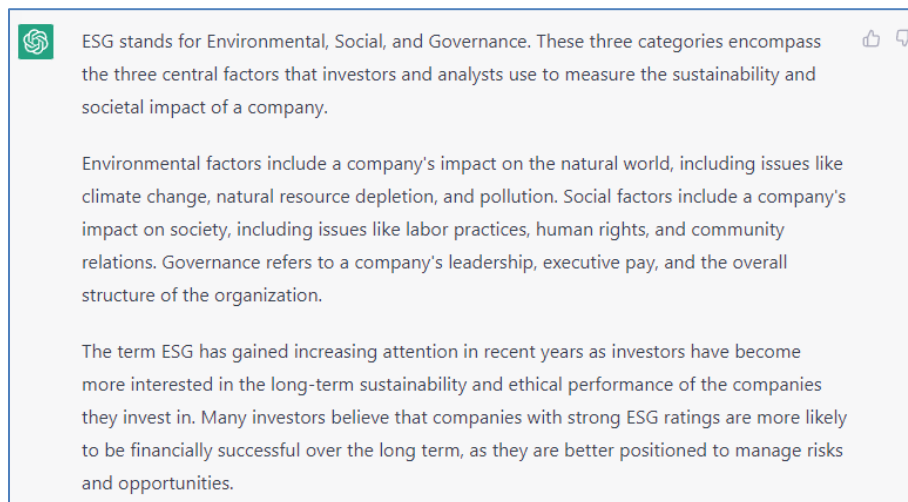 ESG stands for Environmental, Social, and Governance. These three categories encompass
the three central factors that investors and analysts use to measure the sustainability and
societal impact of a company.
Environmental factors include a company's impact on the natural world, including issues like
climate change, natural resource depletion, and pollution. Social factors include a company's
impact on society, including issues like labor practices, human rights, and community
relations. Governance refers to a company's leadership, executive pay, and the overall
structure of the organization.
The term ESG has gained increasing attention in recent years as investors have become
more interested in the long-term sustainability and ethical performance of the companies
they invest in. Many investors believe that companies with strong ESG ratings are more likely
to be financially successful over the long term, as they are better positioned to manage risks
and opportunities.